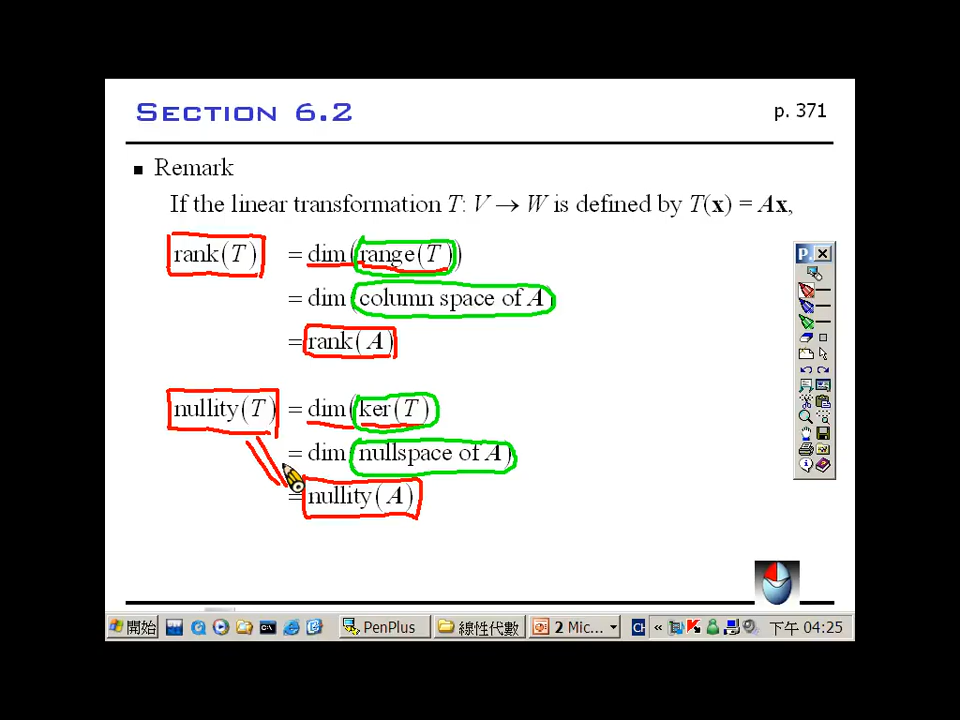 Section 6.2
p. 371
■ Remark
If the linear transformation T: V → W is defined by T(x) = Ax,
rank(T) = dim(range(T))
= dim(column space of A)
= rank(A)
nullity(T) = dim(ker(T))
= dim(nullspace of A)
= nullity(A)
P.
開始 PenPlus 線性代數 2 Mic... CH « 下午 04:25